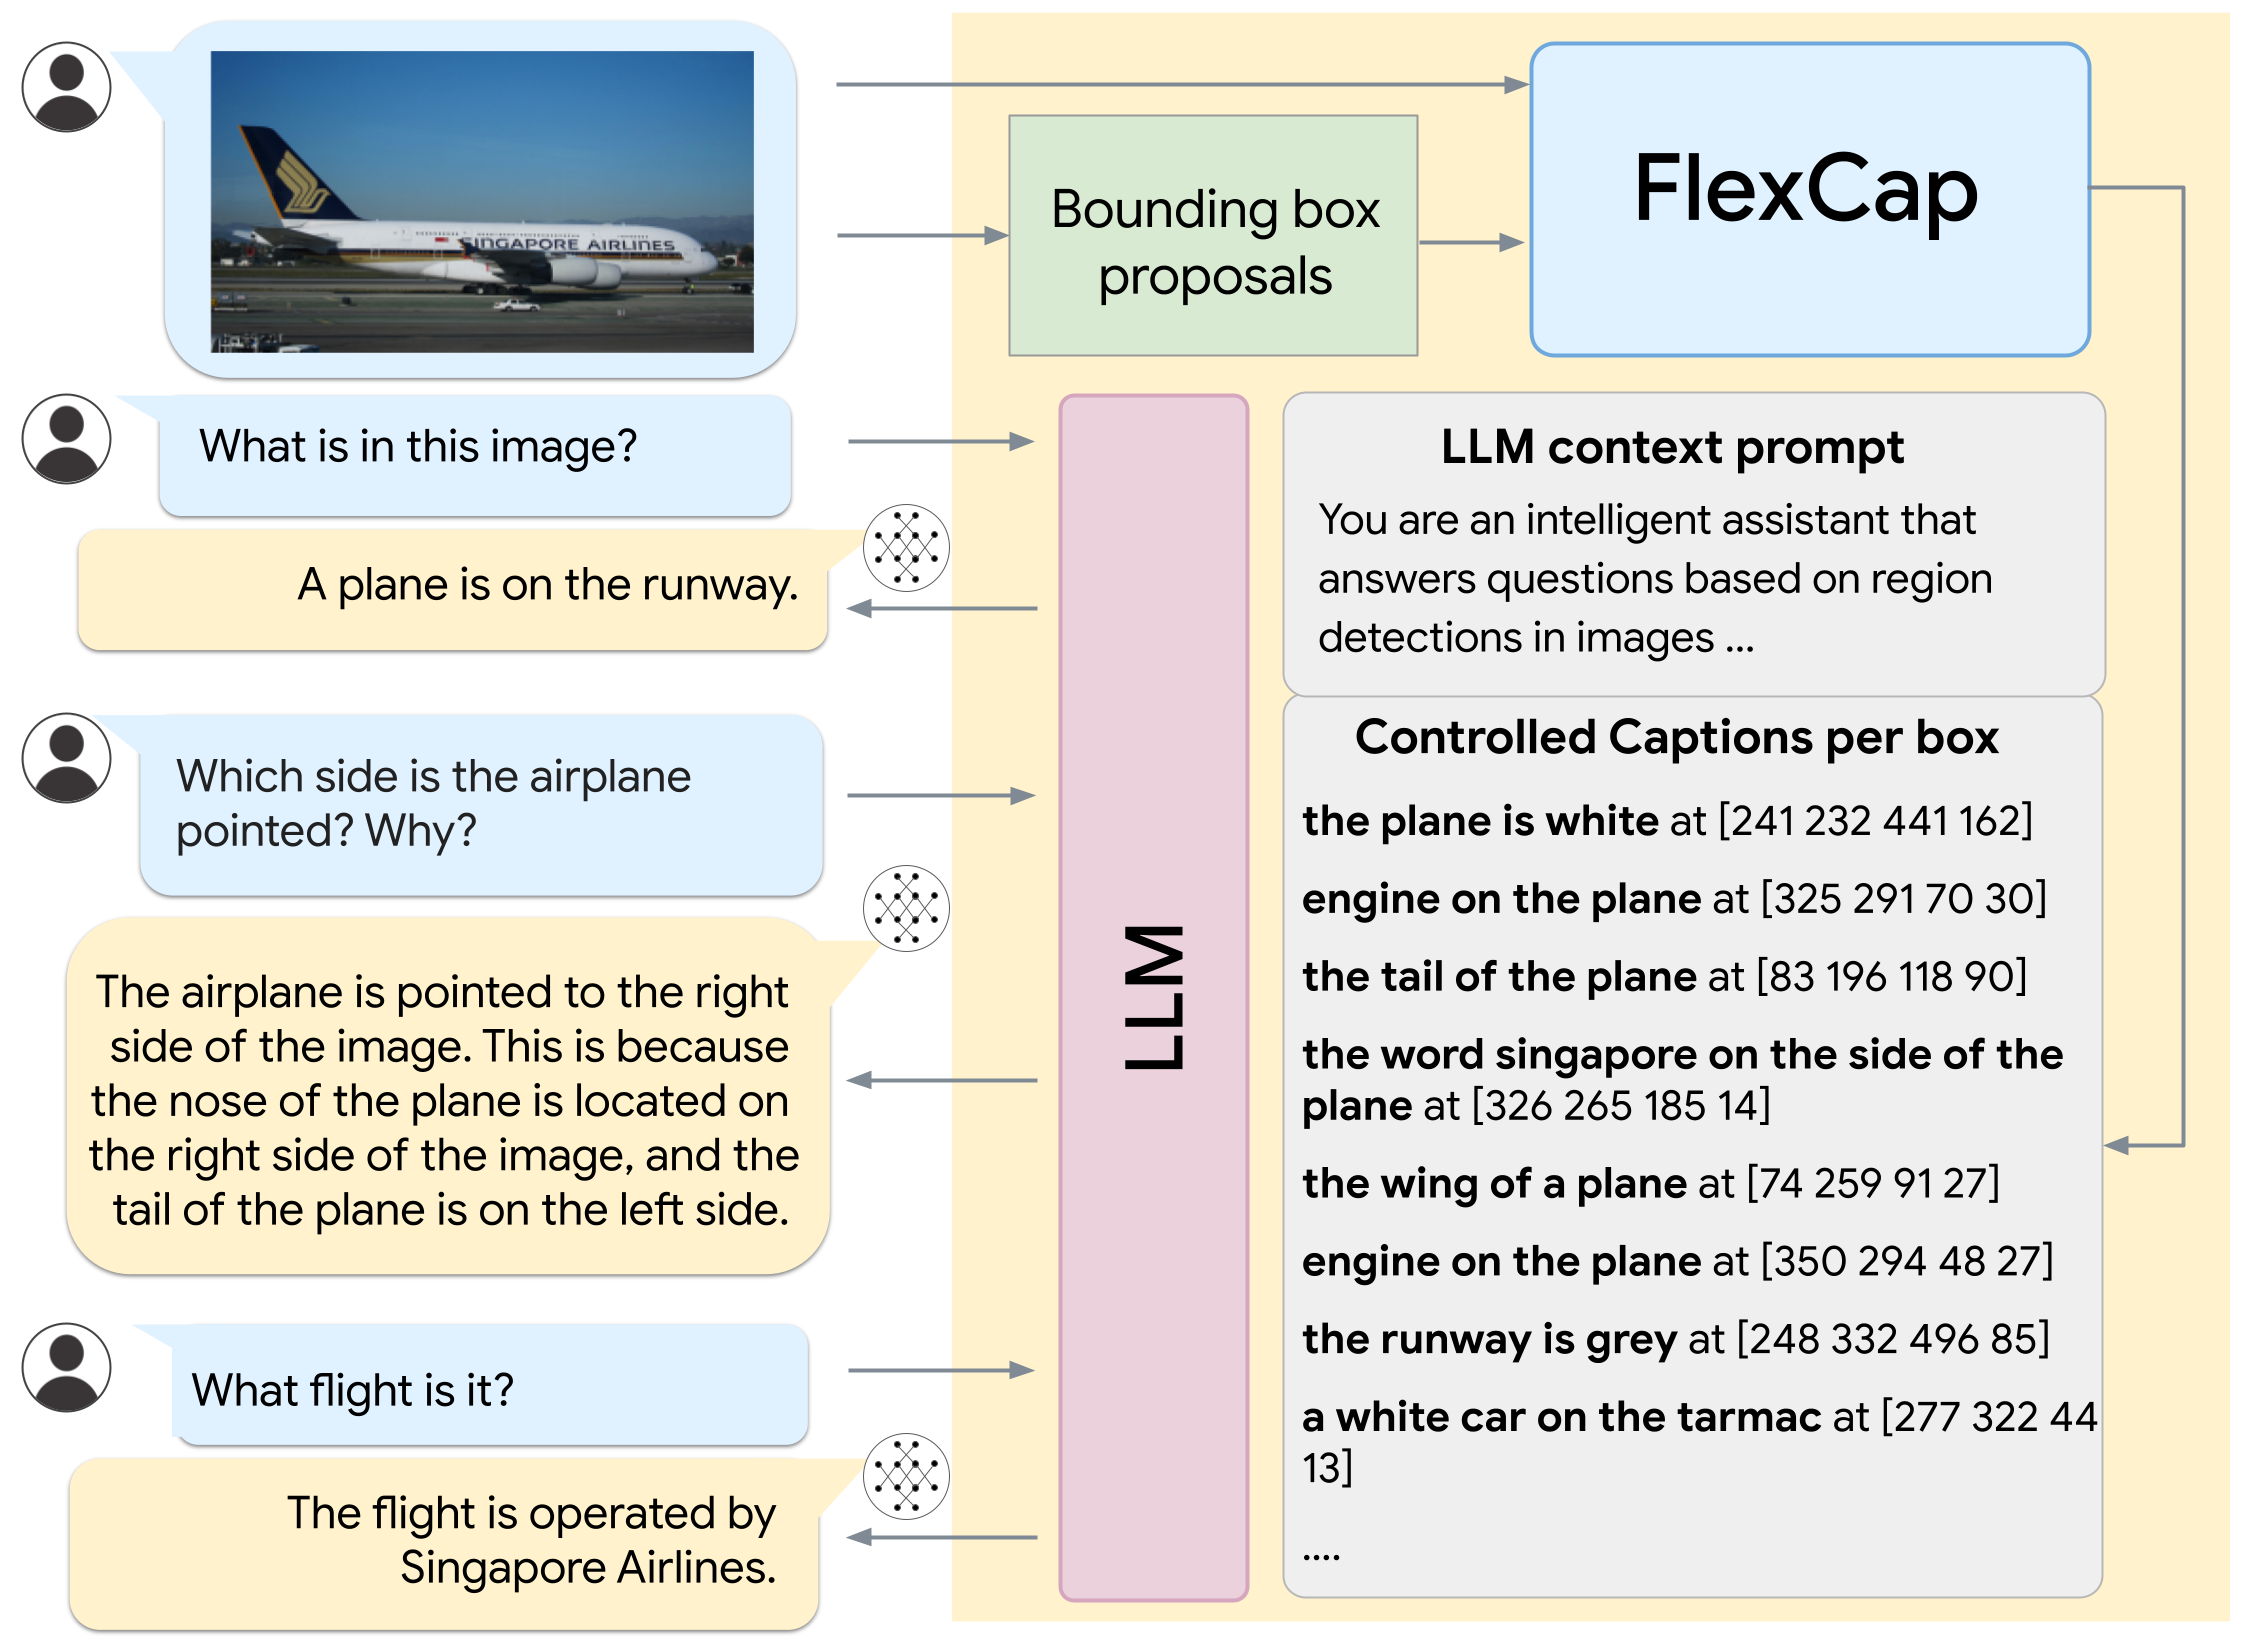 SINGAPORE AIRLINES
Bounding box
proposals
FlexCap
What is in this image?
A plane is on the runway.
Which side is the airplane
pointed? Why?
The airplane is pointed to the right
side of the image. This is because
the nose of the plane is located on
the right side of the image, and the
tail of the plane is on the left side.
What flight is it?
The flight is operated by
Singapore Airlines.
LLM
LLM context prompt
You are an intelligent assistant that
answers questions based on region
detections in images ...
Controlled Captions per box
the plane is white at [241 232 441 162]
engine on the plane at [325 291 70 30]
the tail of the plane at [83 196 118 90]
the word singapore on the side of the
plane at [326 265 185 14]
the wing of a plane at [74 259 91 27]
engine on the plane at [350 294 48 27]
the runway is grey at [248 332 496 85]
a white car on the tarmac at [277 322 44
13]
....